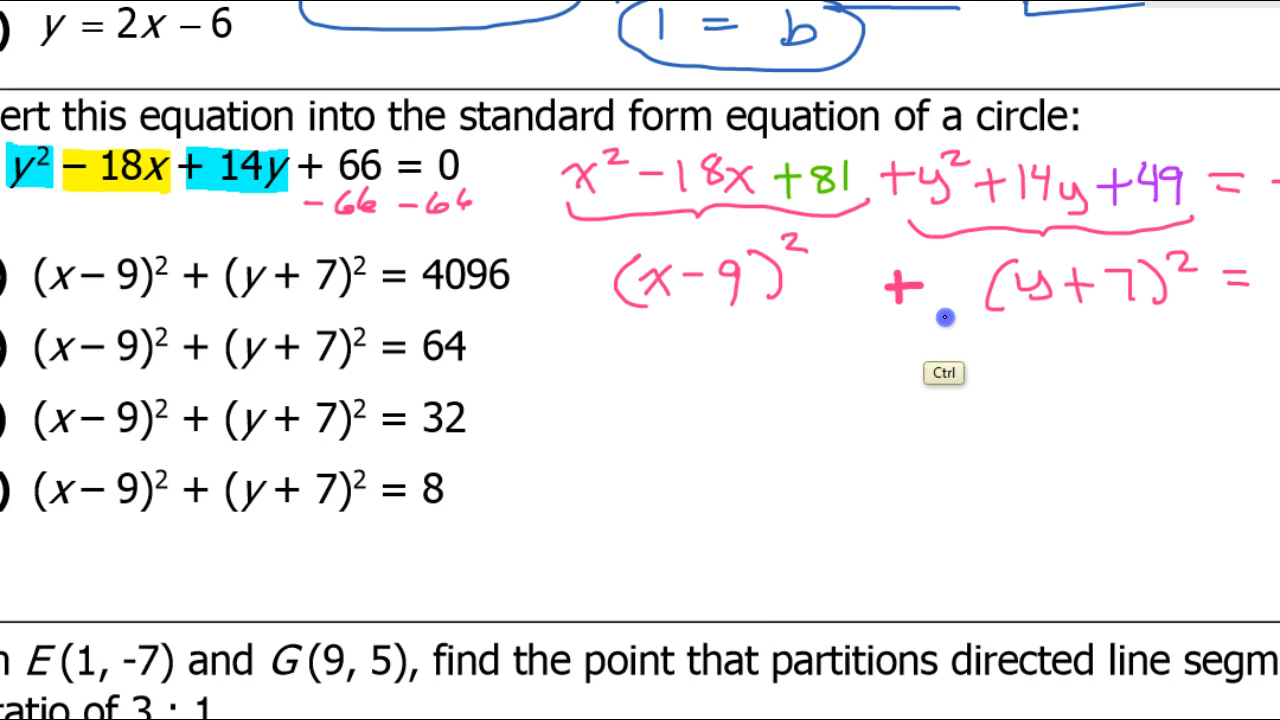 ) y = 2x – 6
1 = b
ert this equation into the standard form equation of a circle:
y² – 18x + 14y + 66 = 0
– 66 – 66
x² – 18x + 81 + y² + 14y + 49 = -
(x – 9)² + (y + 7)² =
) (x – 9)² + (y + 7)² = 4096
) (x – 9)² + (y + 7)² = 64
) (x – 9)² + (y + 7)² = 32
) (x – 9)² + (y + 7)² = 8
Ctrl
n E (1, -7) and G (9, 5), find the point that partitions directed line segm
ratio of 3 : 1